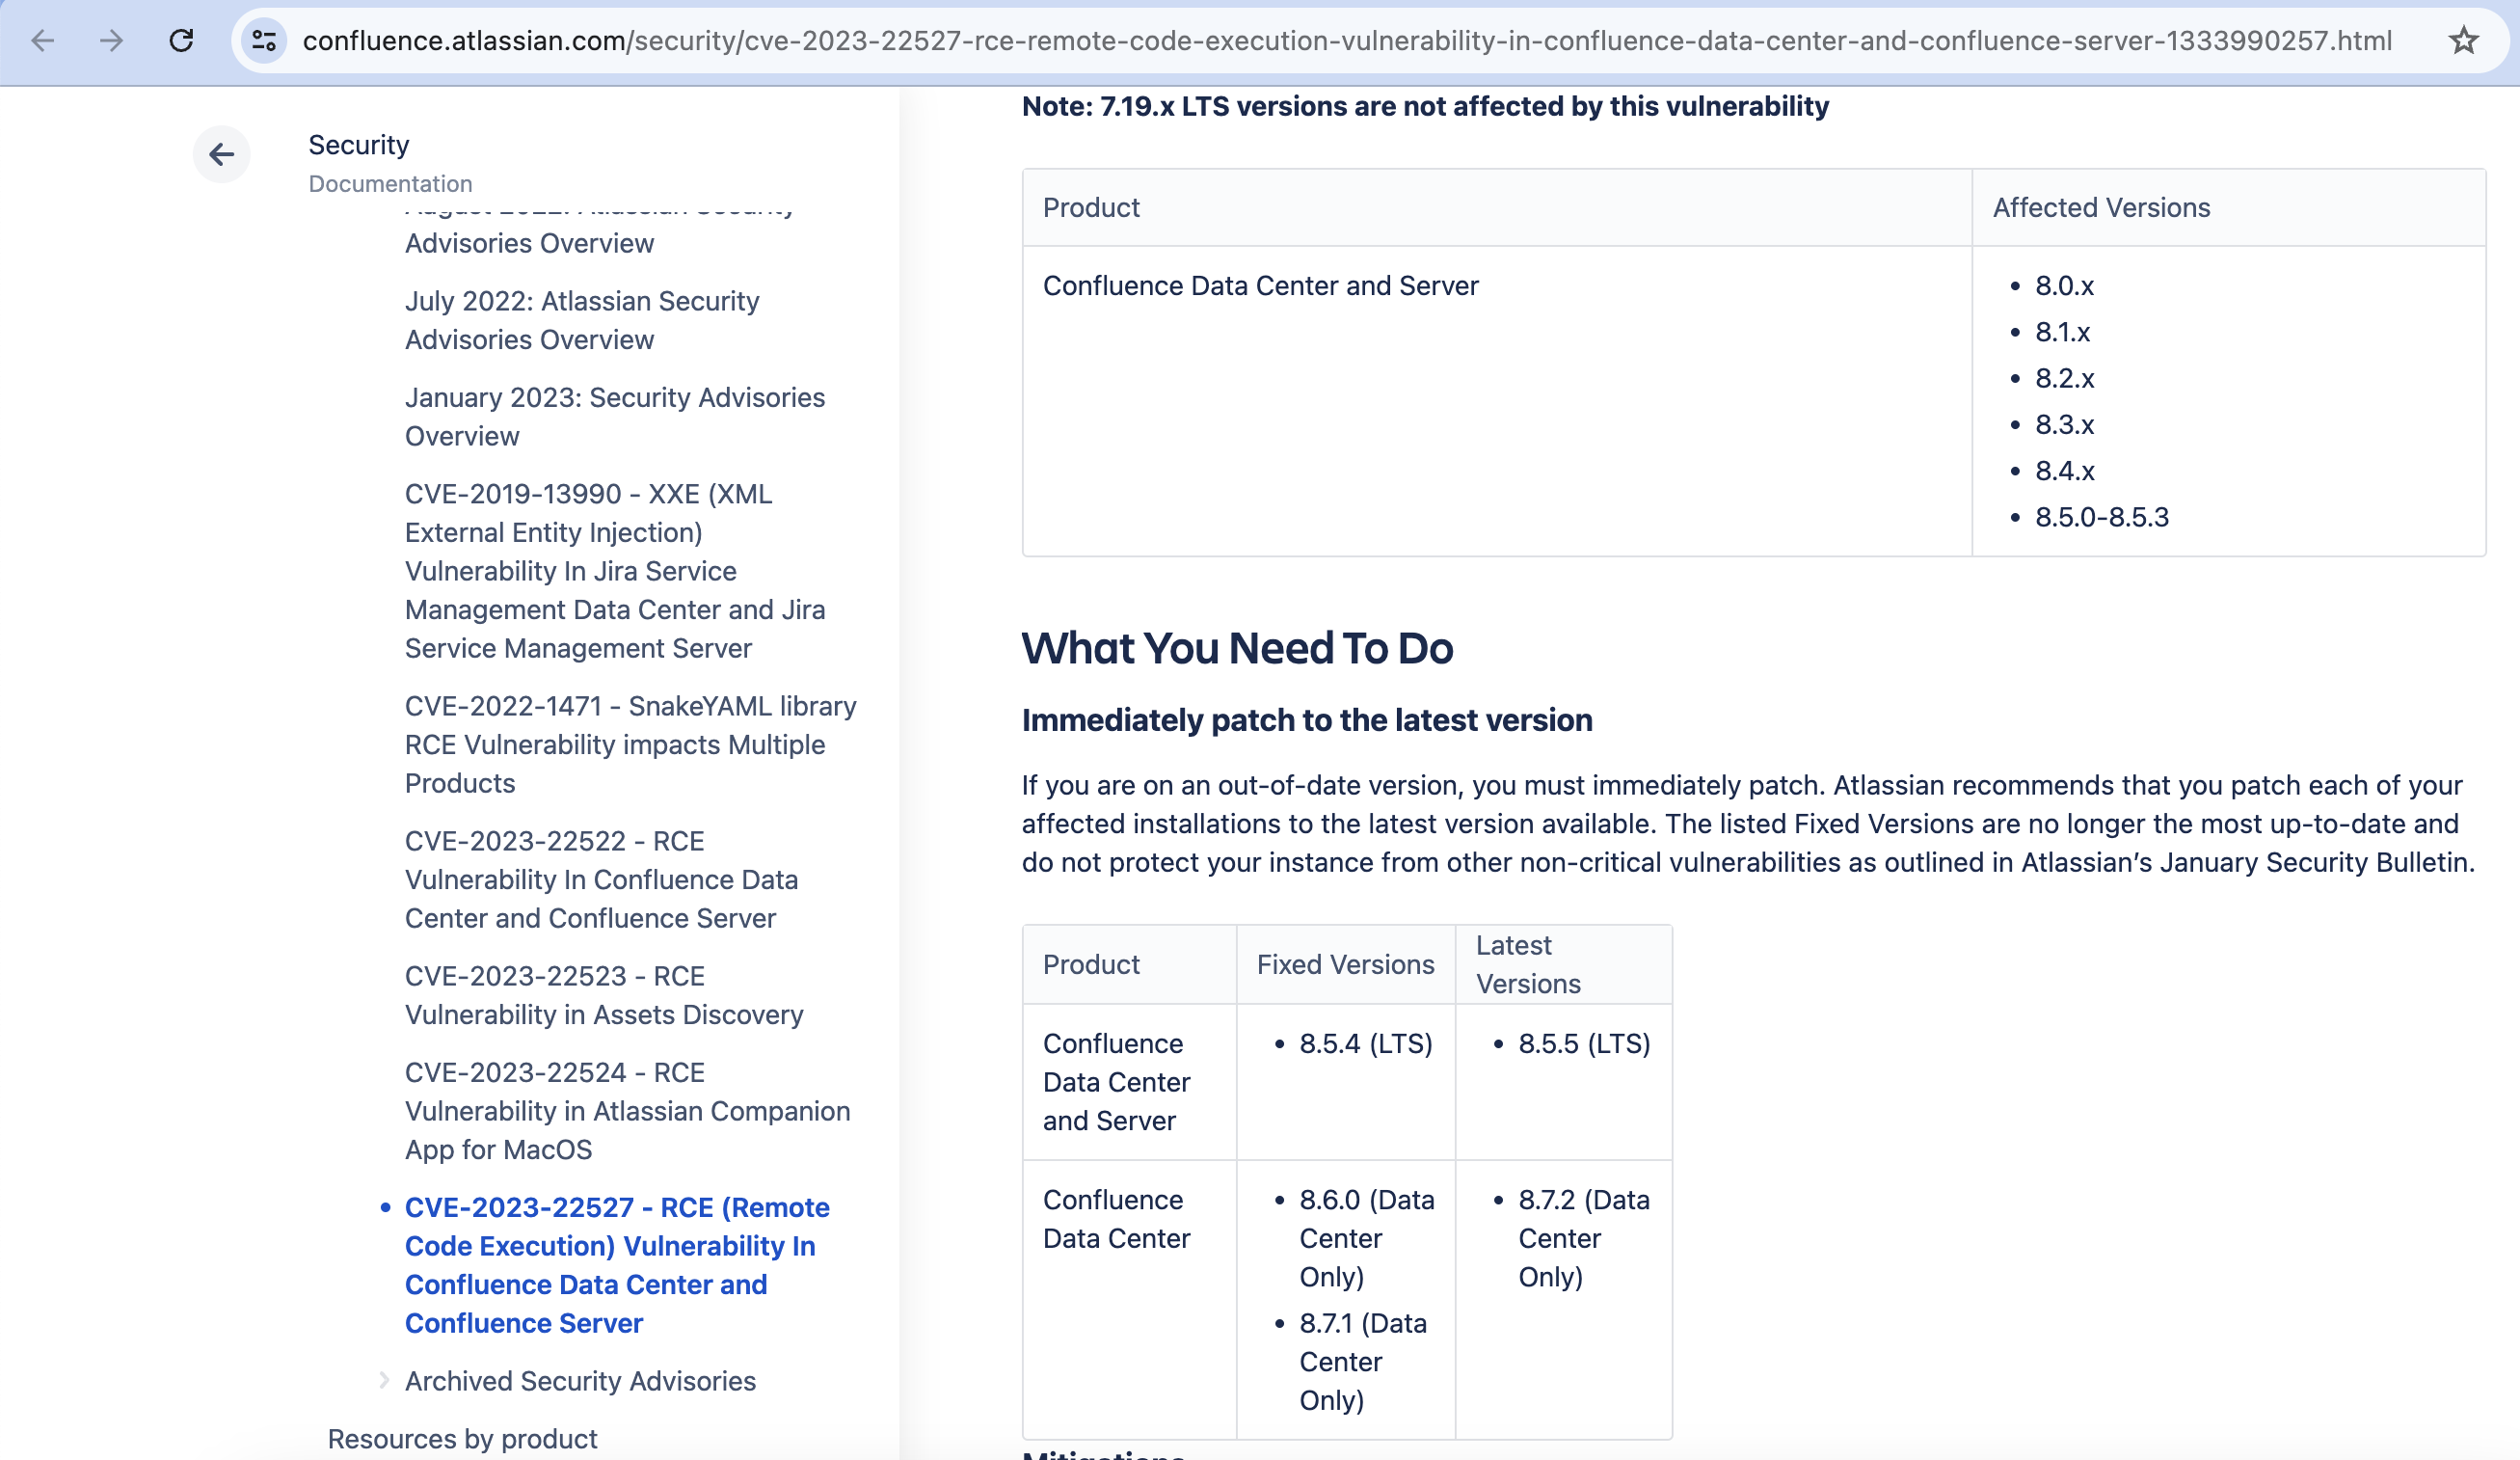 confluence.atlassian.com/security/cve-2023-22527-rce-remote-code-execution-vulnerability-in-confluence-data-center-and-confluence-server-1333990257.html
Security
Documentation
August 2022: Atlassian Security
Advisories Overview
July 2022: Atlassian Security
Advisories Overview
January 2023: Security Advisories
Overview
CVE-2019-13990 - XXE (XML
External Entity Injection)
Vulnerability In Jira Service
Management Data Center and Jira
Service Management Server
CVE-2022-1471 - SnakeYAML library
RCE Vulnerability impacts Multiple
Products
CVE-2023-22522 - RCE
Vulnerability In Confluence Data
Center and Confluence Server
CVE-2023-22523 - RCE
Vulnerability in Assets Discovery
CVE-2023-22524 - RCE
Vulnerability in Atlassian Companion
App for MacOS
• CVE-2023-22527 - RCE (Remote
Code Execution) Vulnerability In
Confluence Data Center and
Confluence Server
Archived Security Advisories
Resources by product
Note: 7.19.x LTS versions are not affected by this vulnerability
Product
Affected Versions
Confluence Data Center and Server
• 8.0.x
• 8.1.x
• 8.2.x
• 8.3.x
• 8.4.x
• 8.5.0-8.5.3
What You Need To Do
Immediately patch to the latest version
If you are on an out-of-date version, you must immediately patch. Atlassian recommends that you patch each of your
affected installations to the latest version available. The listed Fixed Versions are no longer the most up-to-date and
do not protect your instance from other non-critical vulnerabilities as outlined in Atlassian’s January Security Bulletin.
Product
Fixed Versions
Latest
Versions
Confluence
Data Center
and Server
• 8.5.4 (LTS)
• 8.5.5 (LTS)
Confluence
Data Center
• 8.6.0 (Data
Center
Only)
• 8.7.1 (Data
Center
Only)
• 8.7.2 (Data
Center
Only)
Mitigations